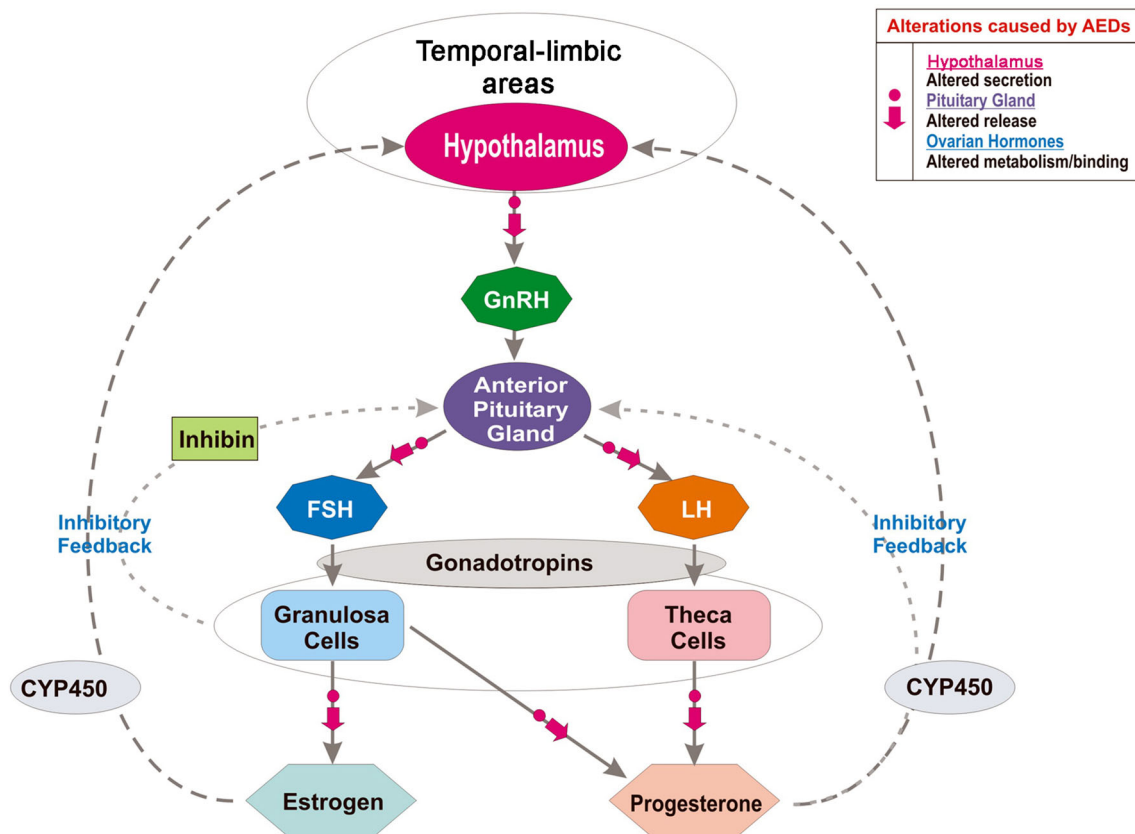 Temporal-limbic
areas
Hypothalamus
Alterations caused by AEDs
Hypothalamus
Altered secretion
Pituitary Gland
Altered release
Ovarian Hormones
Altered metabolism/binding
GnRH
Anterior
Pituitary
Gland
Inhibin
FSH
LH
Inhibitory
Feedback
Inhibitory
Feedback
Gonadotropins
Granulosa
Cells
Theca
Cells
CYP450
CYP450
Estrogen
Progesterone